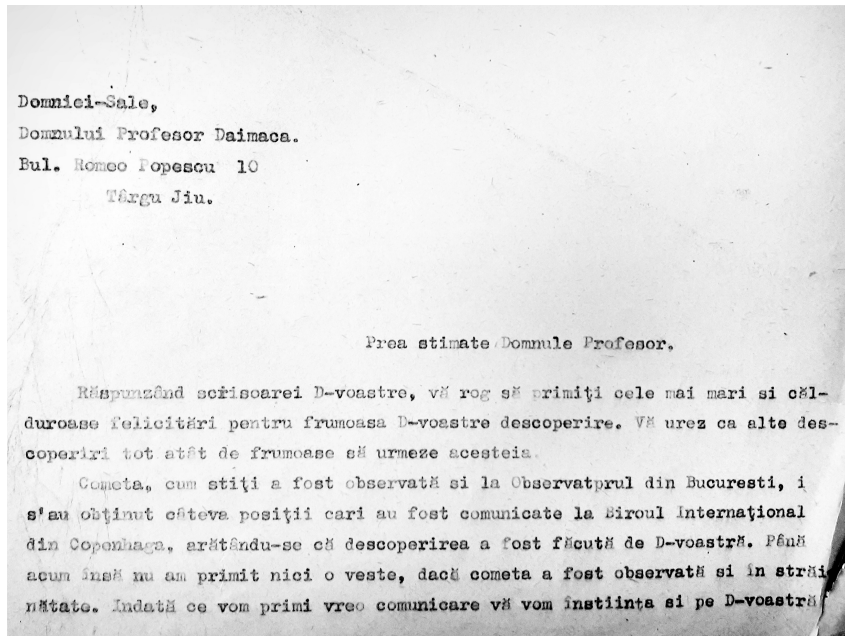 Domniei-Sale,
Domnului Profesor Daimaca.
Bul. Romeo Popescu 10
Târgu Jiu.
Prea stimate Domnule Profesor.
Răspunzând scrisoarei D-voastre, vă rog să primiţi cele mai mari si căl-
duroase felicitări pentru frumoasa D-voastre descoperire. Vă urez ca alte des-
coperiri tot atât de frumoase să urmeze acesteia
Cometa, cum stiţi a fost observată si la Observatprul din Bucuresti, i
s'au obţinut câteva poziţii cari au fost comunicate la Biroul Internaţional
din Copenhaga, arătându-se că descoperirea a fost făcută de D-voastră. Până
acum însă nu am primit nici o veste, dacă cometa a fost observată si in străi
nătate. Indată ce vom primi vreo comunicare vă vom înstiinţa si pe D-voastră